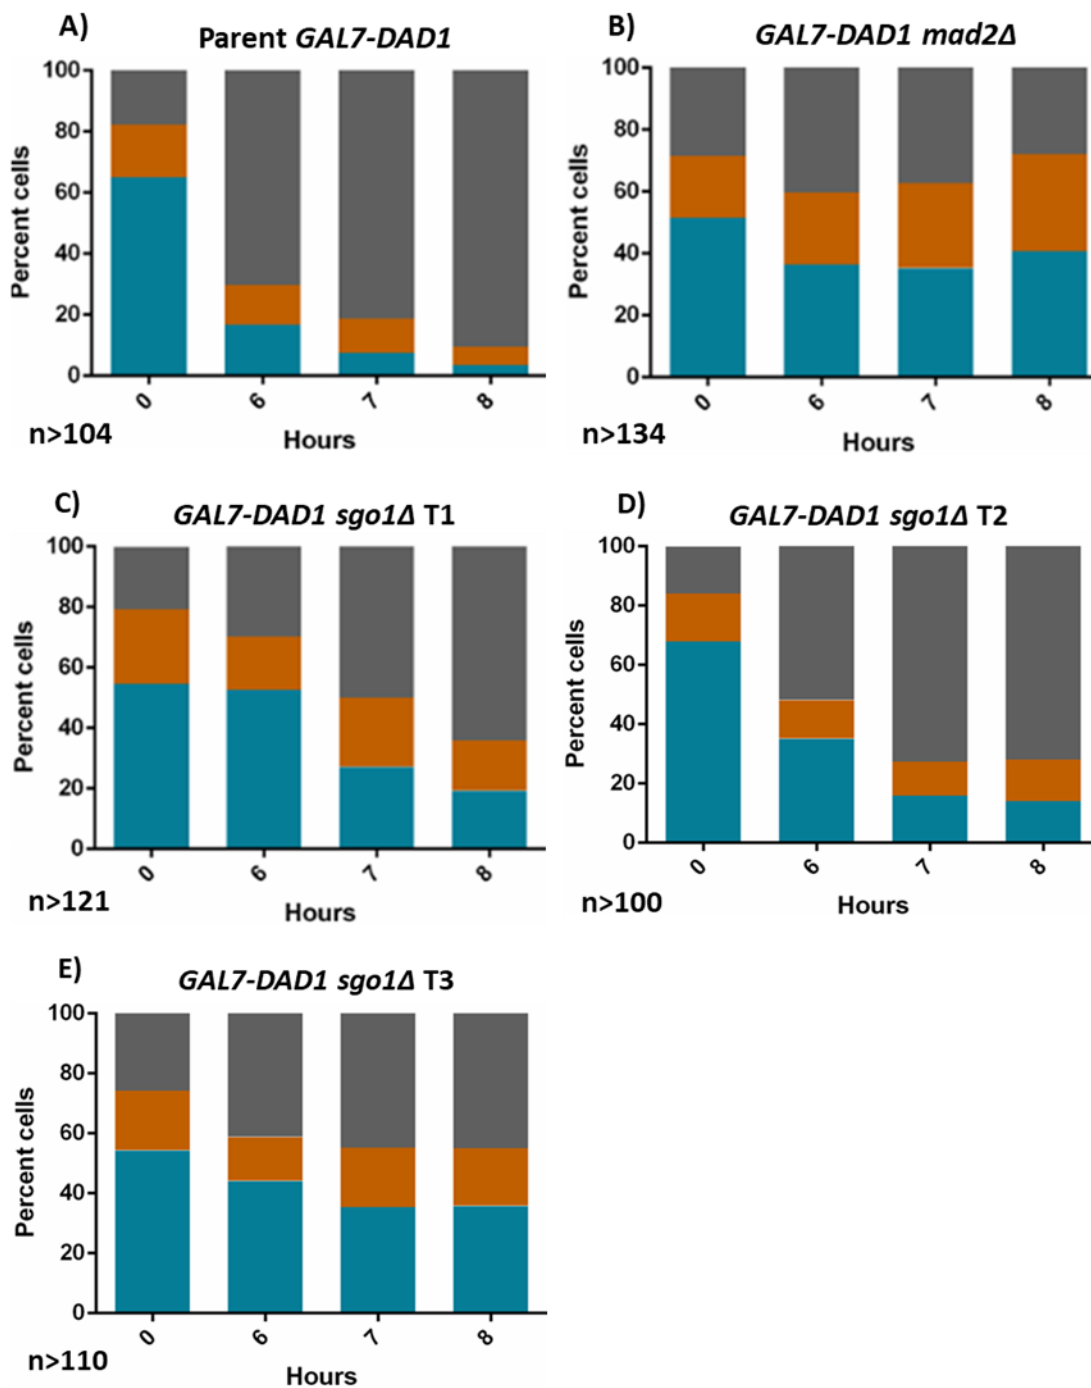 A)
Parent GAL7-DAD1
100
80
60
40
20
0
Percent cells
0 6 7 8
Hours
n>104
B)
GAL7-DAD1 mad2Δ
100
80
60
40
20
0
Percent cells
0 6 7 8
Hours
n>134
C)
GAL7-DAD1 sgo1Δ T1
100
80
60
40
20
0
Percent cells
0 6 7 8
Hours
n>121
D)
GAL7-DAD1 sgo1Δ T2
100
80
60
40
20
0
Percent cells
0 6 7 8
Hours
n>100
E)
GAL7-DAD1 sgo1Δ T3
100
80
60
40
20
0
Percent cells
0 6 7 8
Hours
n>110